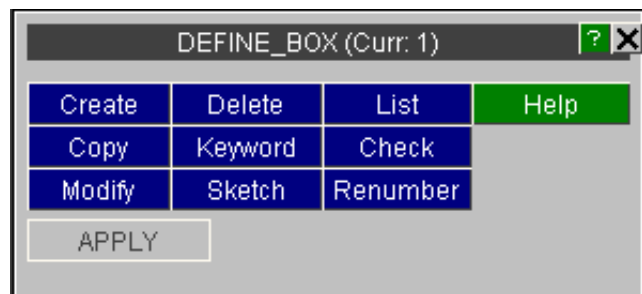 DEFINE_BOX (Curr: 1) ? X
Create Delete List Help
Copy Keyword Check
Modify Sketch Renumber
APPLY